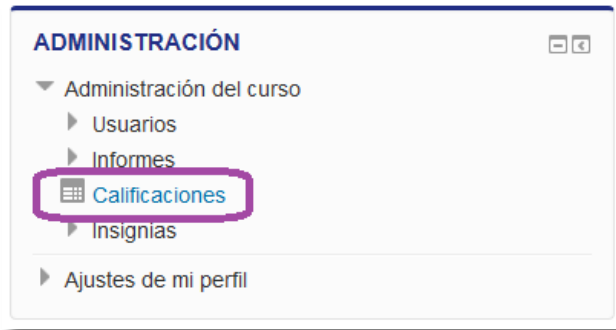 ADMINISTRACIÓN
Administración del curso
Usuarios
Informes
Calificaciones
Insignias
Ajustes de mi perfil